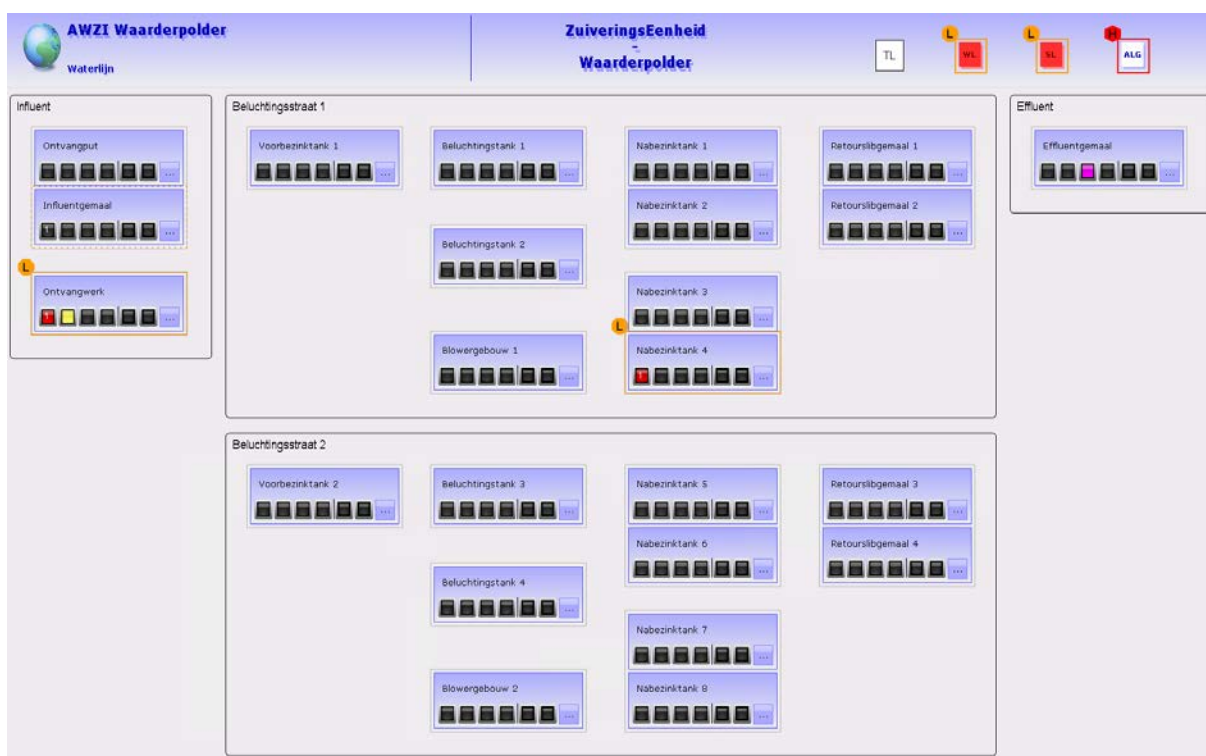 AWZI Waarderpolder
Waterlijn
ZuiveringsEenheid
-
Waarderpolder
TL
L
WL
L
SL
H
ALG
Influent
Ontvangput
...
Influentgemaal
1
...
L
Ontvangwerk
1
...
Beluchtingsstraat 1
Voorbezinktank 1
...
Beluchtingstank 1
...
Beluchtingstank 2
...
Blowergebouw 1
...
Nabezinktank 1
...
Nabezinktank 2
...
Nabezinktank 3
...
L
Nabezinktank 4
1
...
Retourslibgemaal 1
...
Retourslibgemaal 2
...
Effluent
Effluentgemaal
...
Beluchtingsstraat 2
Voorbezinktank 2
...
Beluchtingstank 3
...
Beluchtingstank 4
...
Blowergebouw 2
...
Nabezinktank 5
...
Nabezinktank 6
...
Nabezinktank 7
...
Nabezinktank 8
...
Retourslibgemaal 3
...
Retourslibgemaal 4
...